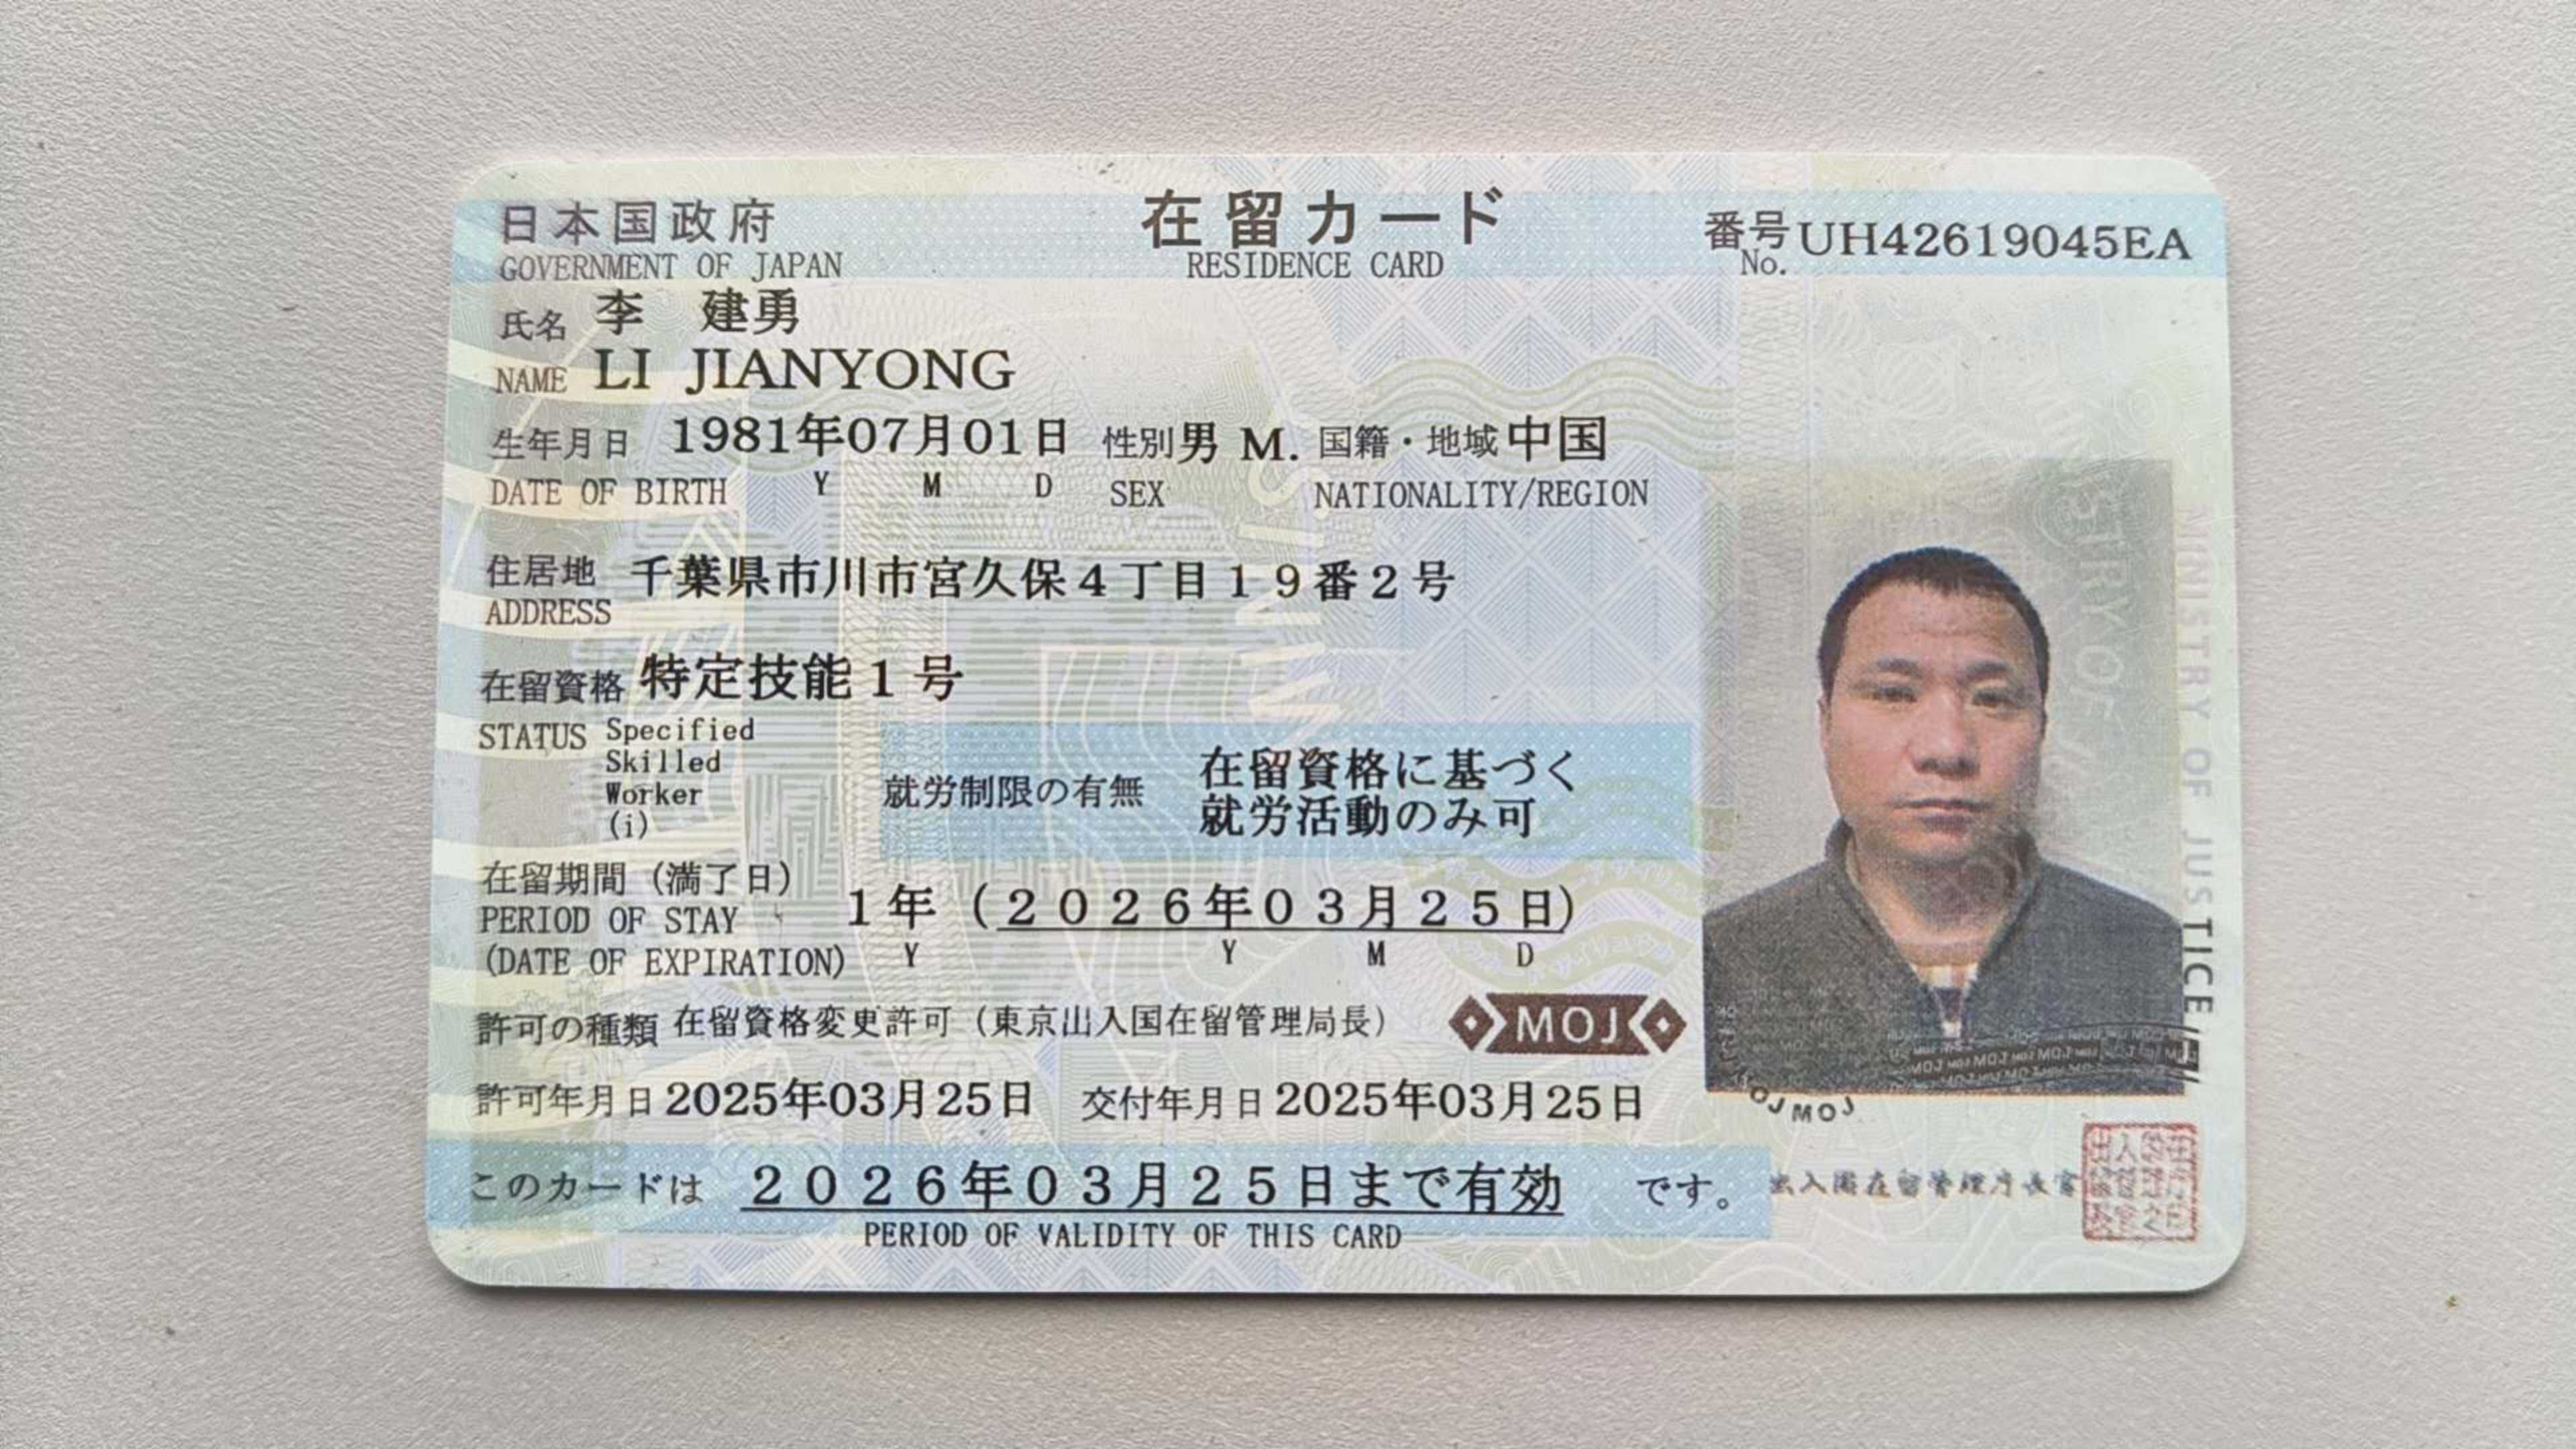 日本国政府
GOVERNMENT OF JAPAN
在留カード
RESIDENCE CARD
番号 UH42619045EA
No.
氏名 李 建勇
NAME LI JIANYONG
生年月日 1981年07月01日 性別 男 M. 国籍・地域 中国
DATE OF BIRTH Y M D SEX NATIONALITY/REGION
住居地 千葉県市川市宮久保4丁目19番2号
ADDRESS
在留資格 特定技能1号
STATUS Specified
Skilled
Worker
(i)
就労制限の有無 在留資格に基づく
就労活動のみ可
在留期間(満了日)
PERIOD OF STAY
(DATE OF EXPIRATION)
1年(2026年03月25日)
Y Y M D
許可の種類 在留資格変更許可(東京出入国在留管理局長)
MOJ
許可年月日 2025年03月25日 交付年月日 2025年03月25日
このカードは 2026年03月25日まで有効 です。
PERIOD OF VALIDITY OF THIS CARD
出入国在留管理庁長官
MINISTRY OF JUSTICE
MOJ MOJ